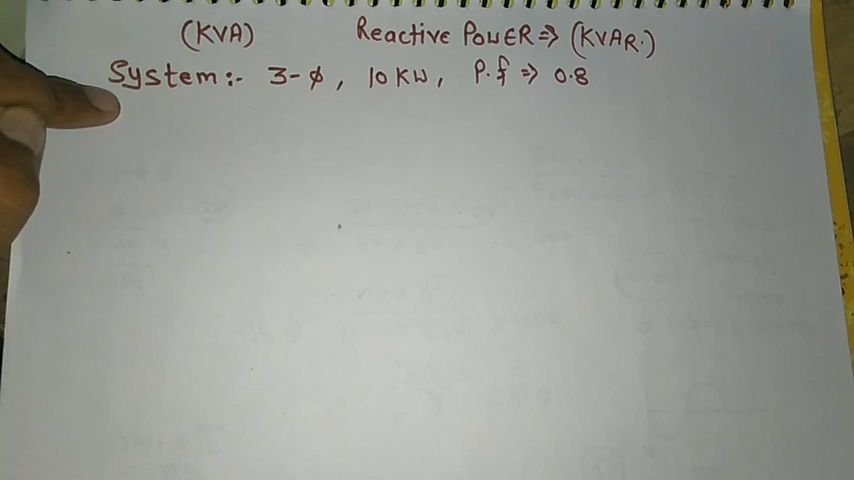 (KVA) Reactive POWER⇒ (KVAR.)
System:- 3-ϕ, 10 KW, P.f ⇒ 0.8